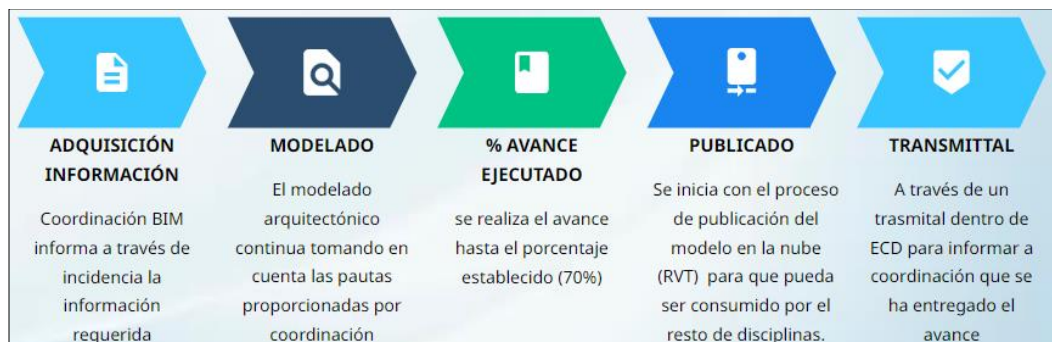 ADQUISICIÓN
INFORMACIÓN
Coordinación BIM
informa a través de
incidencia la
información
requerida
MODELADO
El modelado
arquitectónico
continua tomando en
cuenta las pautas
proporcionadas por
coordinación
% AVANCE
EJECUTADO
se realiza el avance
hasta el porcentaje
establecido (70%)
PUBLICADO
Se inicia con el proceso
de publicación del
modelo en la nube
(RVT) para que pueda
ser consumido por el
resto de disciplinas.
TRANSMITTAL
A través de un
trasmital dentro de
ECD para informar a
coordinación que se
ha entregado el
avance